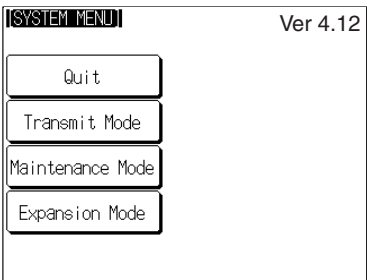 [SYSTEM MENU]
Ver 4.12
Quit
Transmit Mode
Maintenance Mode
Expansion Mode